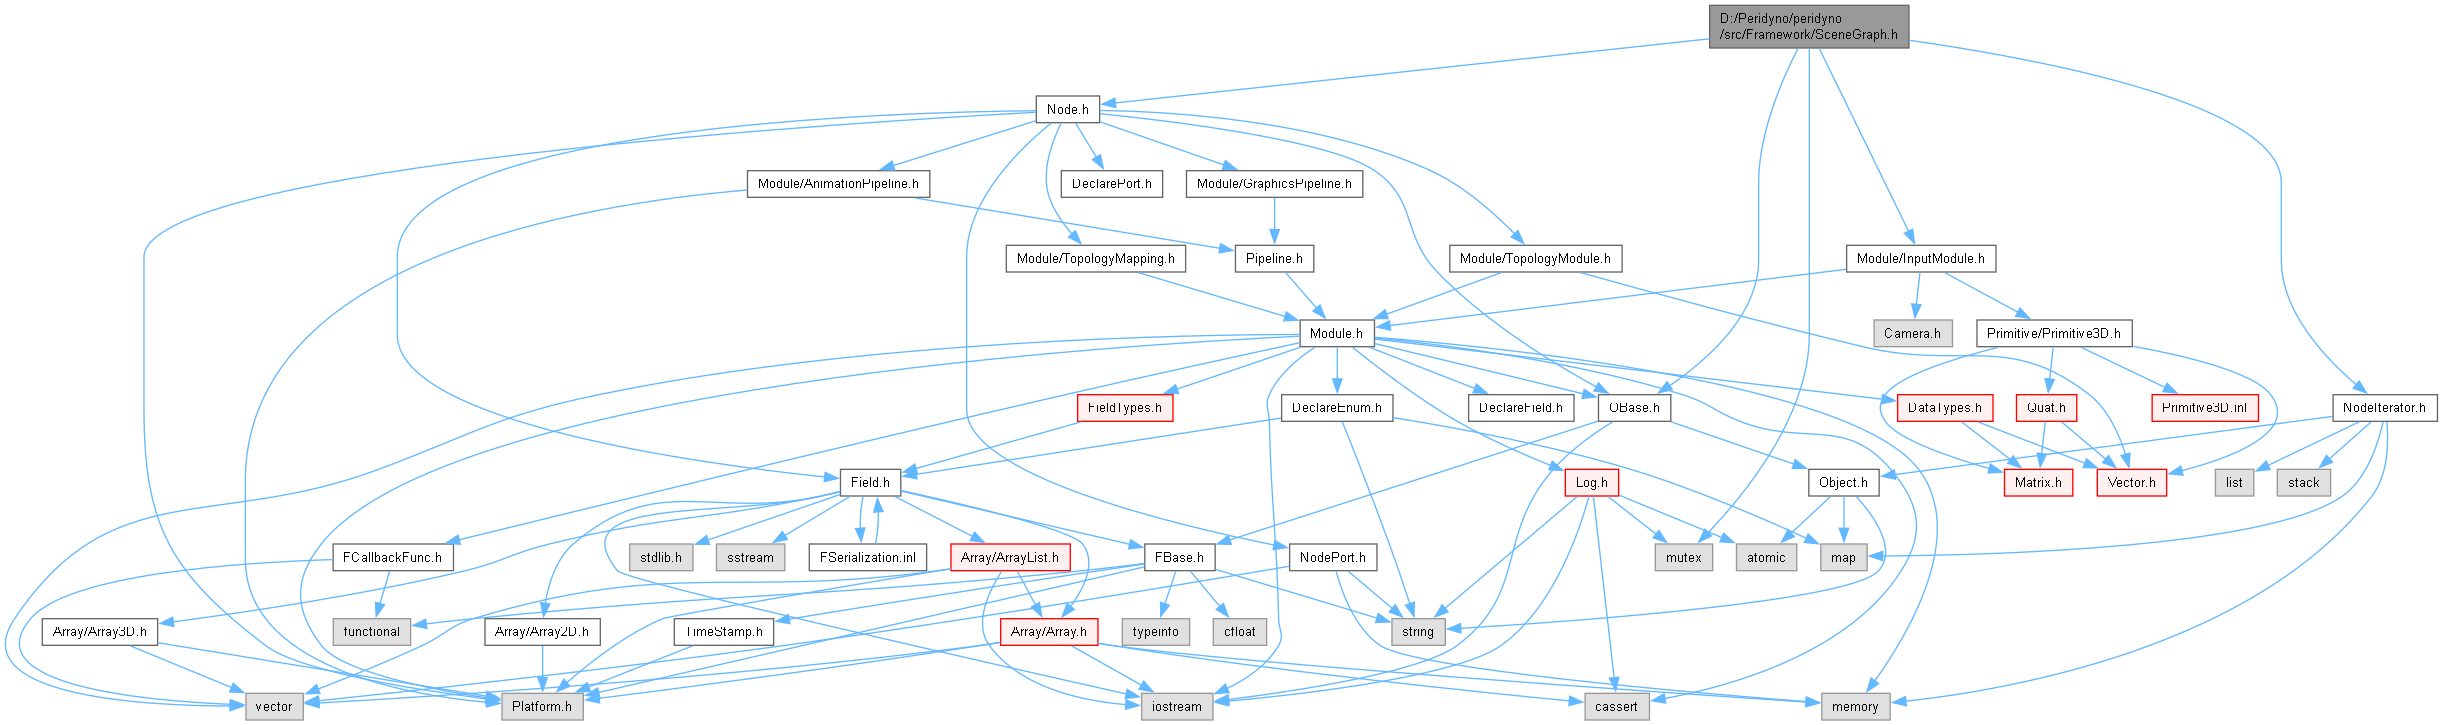 D:/Peridyno/peridyno
/src/Framework/SceneGraph.h
Node.h
Module/AnimationPipeline.h
DeclarePort.h
Module/GraphicsPipeline.h
Module/TopologyMapping.h
Pipeline.h
Module/TopologyModule.h
Module/InputModule.h
Module.h
Camera.h
Primitive/Primitive3D.h
FieldTypes.h
DeclareEnum.h
DeclareField.h
OBase.h
DataTypes.h
Quat.h
Primitive3D.inl
NodeIterator.h
Field.h
Log.h
Object.h
Matrix.h
Vector.h
list
stack
FCallbackFunc.h
stdlib.h
sstream
FSerialization.inl
Array/ArrayList.h
FBase.h
NodePort.h
mutex
atomic
map
Array/Array3D.h
functional
Array/Array2D.h
TimeStamp.h
Array/Array.h
typeinfo
cfloat
string
vector
Platform.h
iostream
cassert
memory